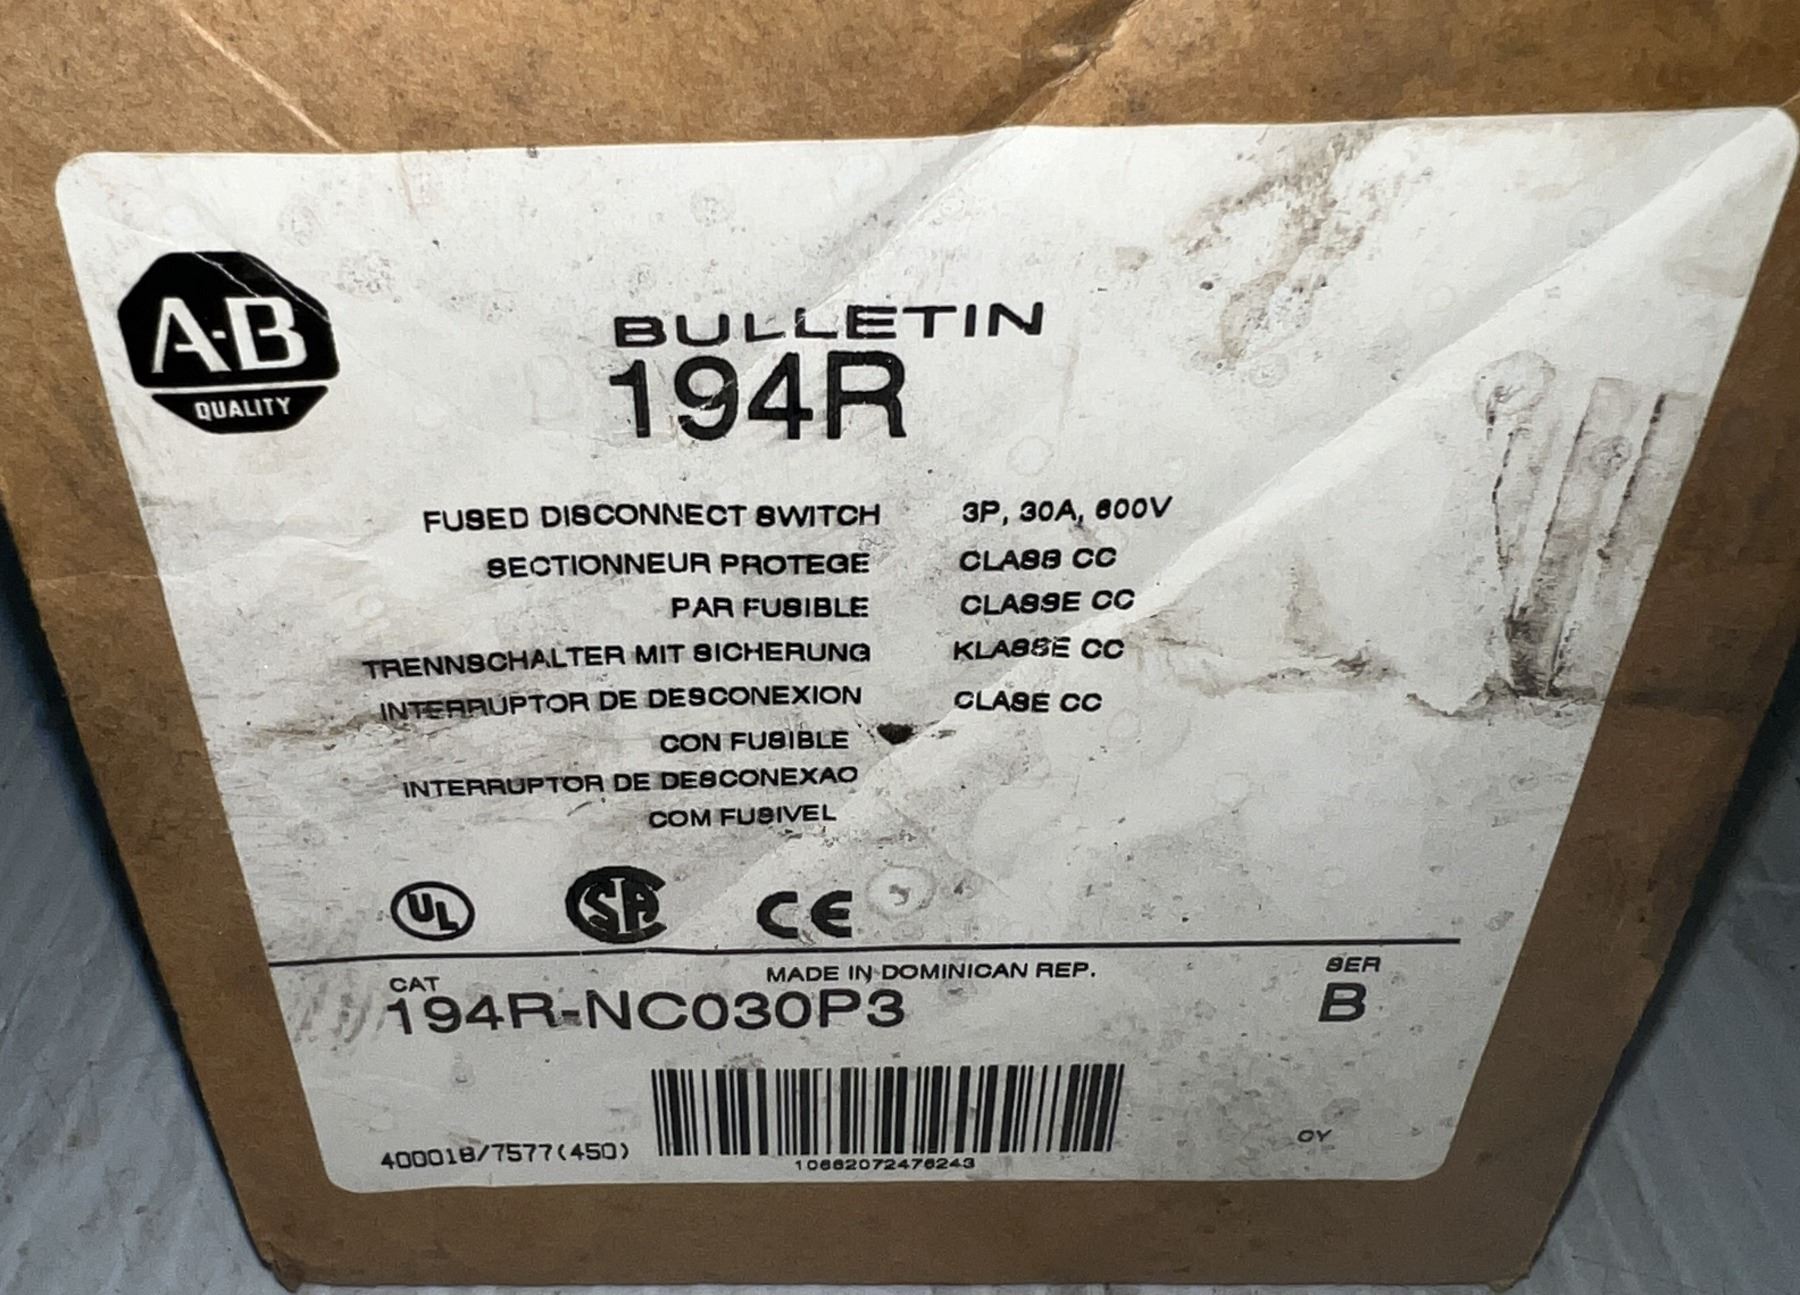 A-B
QUALITY
BULLETIN
194R
FUSED DISCONNECT SWITCH 3P, 30A, 600V
SECTIONNEUR PROTEGE CLASS CC
PAR FUSIBLE CLASSE CC
TRENNSCHALTER MIT SICHERUNG KLASSE CC
INTERRUPTOR DE DESCONEXION CLASE CC
CON FUSIBLE
INTERRUPTOR DE DESCONEXAO
COM FUSIVEL
UL SA CE
CAT MADE IN DOMINICAN REP. SER
194R-NC030P3 B
400018/7577(450)
10662072476243
CY